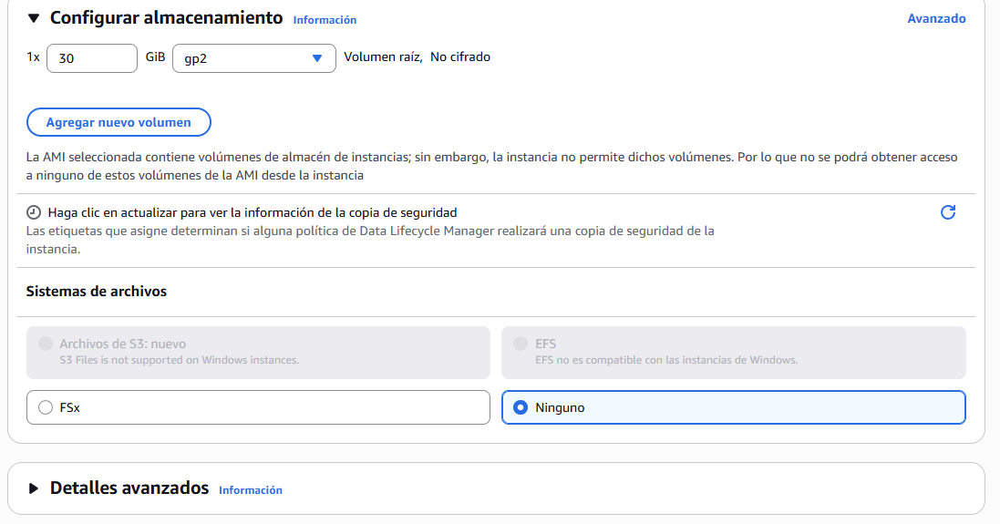 Configurar almacenamiento Información Avanzado
1x 30 GiB gp2 Volumen raíz, No cifrado
Agregar nuevo volumen
La AMI seleccionada contiene volúmenes de almacén de instancias; sin embargo, la instancia no permite dichos volúmenes. Por lo que no se podrá obtener acceso
a ninguno de estos volúmenes de la AMI desde la instancia
Haga clic en actualizar para ver la información de la copia de seguridad
Las etiquetas que asigne determinan si alguna política de Data Lifecycle Manager realizará una copia de seguridad de la
instancia.
Sistemas de archivos
Archivos de S3: nuevo
S3 Files is not supported on Windows instances.
EFS
EFS no es compatible con las instancias de Windows.
FSx
Ninguno
Detalles avanzados Información